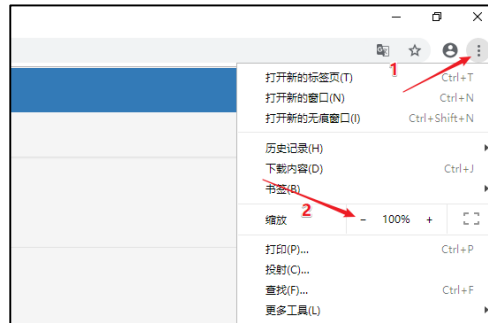 1
打开新的标签页(T) Ctrl+T
打开新的窗口(N) Ctrl+N
打开新的无痕窗口(I) Ctrl+Shift+N
历史记录(H)
下载内容(D) Ctrl+J
书签(B)
2
缩放 - 100% +
打印(P)... Ctrl+P
投射(C)...
查找(F)... Ctrl+F
更多工具(L)